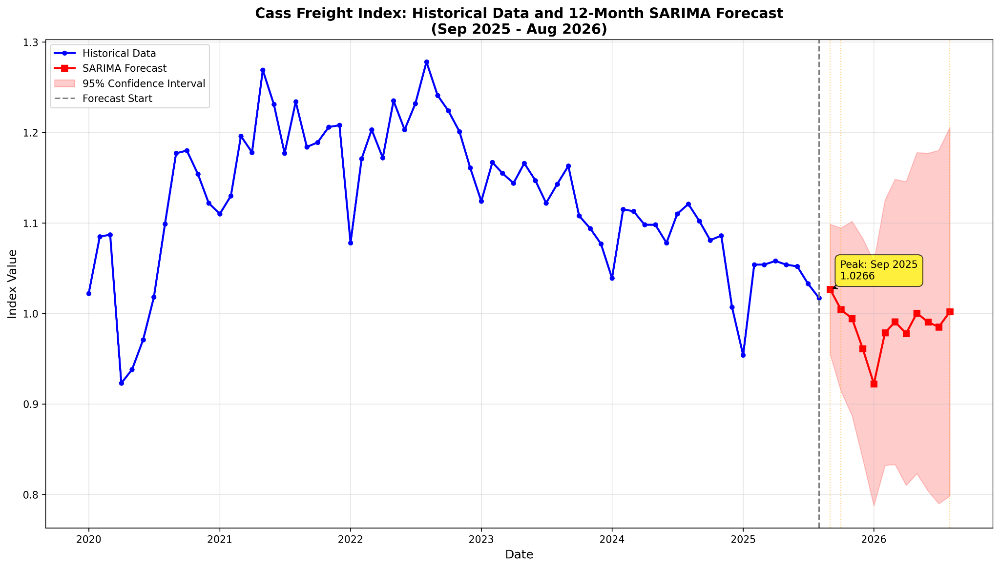 Cass Freight Index: Historical Data and 12-Month SARIMA Forecast
(Sep 2025 - Aug 2026)
Historical Data
SARIMA Forecast
95% Confidence Interval
Forecast Start
Index Value
1.3
1.2
1.1
1.0
0.9
0.8
Peak: Sep 2025
1.0266
2020
2021
2022
2023
2024
2025
2026
Date